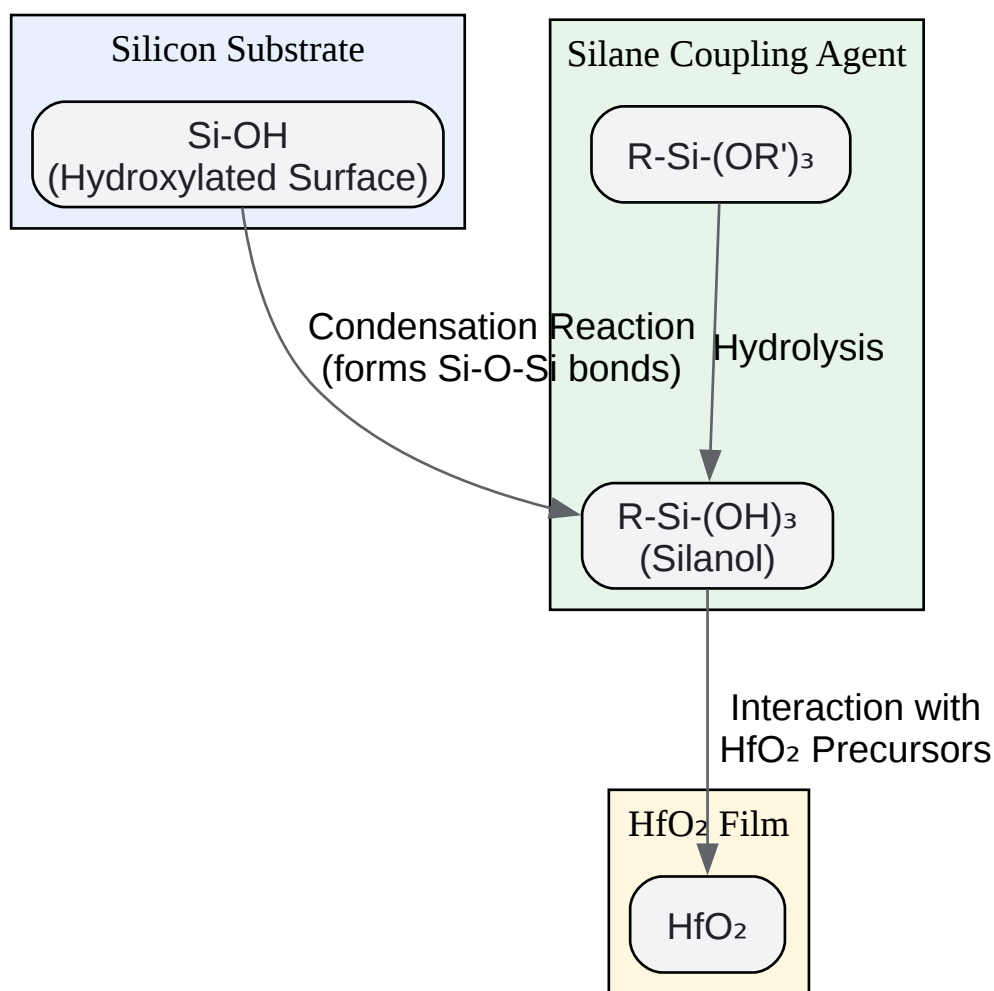 Silicon Substrate
Si-OH
(Hydroxylated Surface)
Silane Coupling Agent
R-Si-(OR')₃
Condensation Reaction
(forms Si-O-Si bonds)
Hydrolysis
R-Si-(OH)₃
(Silanol)
Interaction with
HfO₂ Precursors
HfO₂ Film
HfO₂